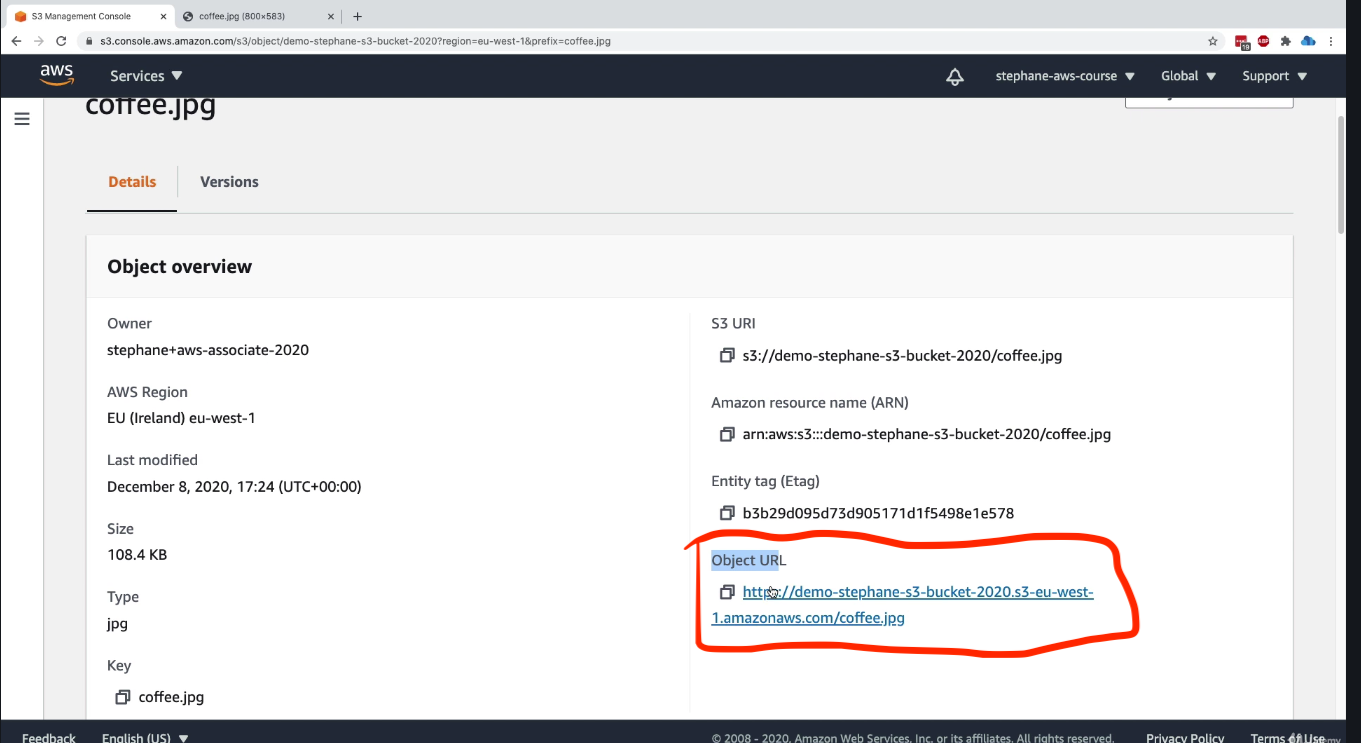 S3 Management Console
coffee.jpg (800×583)
s3.console.aws.amazon.com/s3/object/demo-stephane-s3-bucket-2020?region=eu-west-1&prefix=coffee.jpg
19
ABP
aws
Services
stephane-aws-course
Global
Support
coffee.jpg
Details
Versions
Object overview
Owner
stephane+aws-associate-2020
AWS Region
EU (Ireland) eu-west-1
Last modified
December 8, 2020, 17:24 (UTC+00:00)
Size
108.4 KB
Type
jpg
Key
coffee.jpg
S3 URI
s3://demo-stephane-s3-bucket-2020/coffee.jpg
Amazon resource name (ARN)
arn:aws:s3:::demo-stephane-s3-bucket-2020/coffee.jpg
Entity tag (Etag)
b3b29d095d73d905171d1f5498e1e578
Object URL
https://demo-stephane-s3-bucket-2020.s3-eu-west-
1.amazonaws.com/coffee.jpg
Feedback
English (US)
© 2008 - 2020, Amazon Web Services, Inc. or its affiliates. All rights reserved.
Privacy Policy
Terms of Use